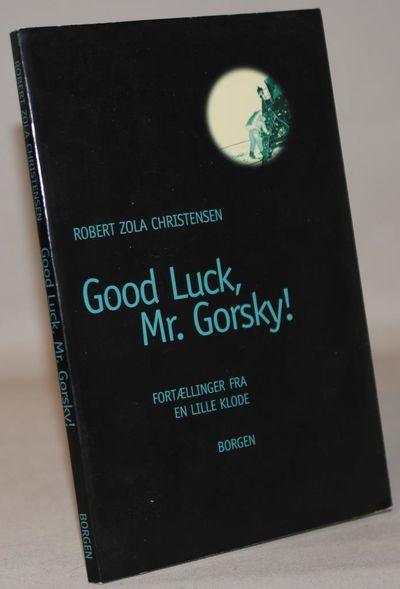 ROBERT ZOLA CHRISTENSEN
Good Luck,
Mr. Gorsky!
FORTÆLLINGER FRA
EN LILLE KLODE
BORGEN
ROBERT ZOLA CHRISTENSEN
Good Luck, Mr. Gorsky!
BORGEN